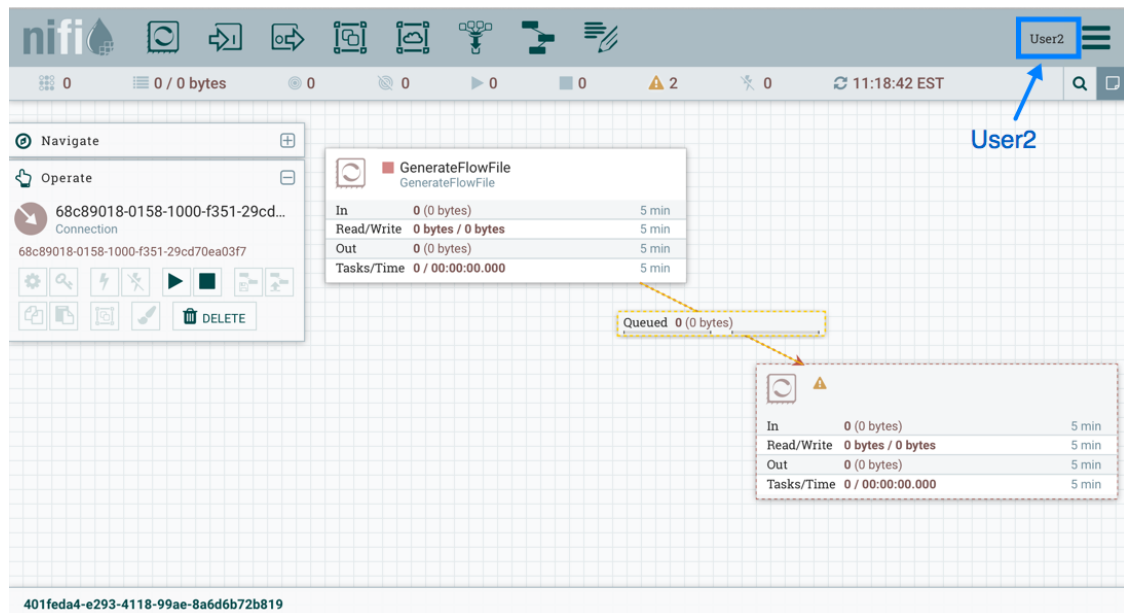 nifi
User2
0
0 / 0 bytes
0
0
0
0
2
0
11:18:42 EST
User2
Navigate
Operate
68c89018-0158-1000-f351-29cd...
Connection
68c89018-0158-1000-f351-29cd70ea03f7
DELETE
GenerateFlowFile
GenerateFlowFile
In 0 (0 bytes) 5 min
Read/Write 0 bytes / 0 bytes 5 min
Out 0 (0 bytes) 5 min
Tasks/Time 0 / 00:00:00.000 5 min
Queued 0 (0 bytes)
In 0 (0 bytes) 5 min
Read/Write 0 bytes / 0 bytes 5 min
Out 0 (0 bytes) 5 min
Tasks/Time 0 / 00:00:00.000 5 min
401feda4-e293-4118-99ae-8a6d6b72b819